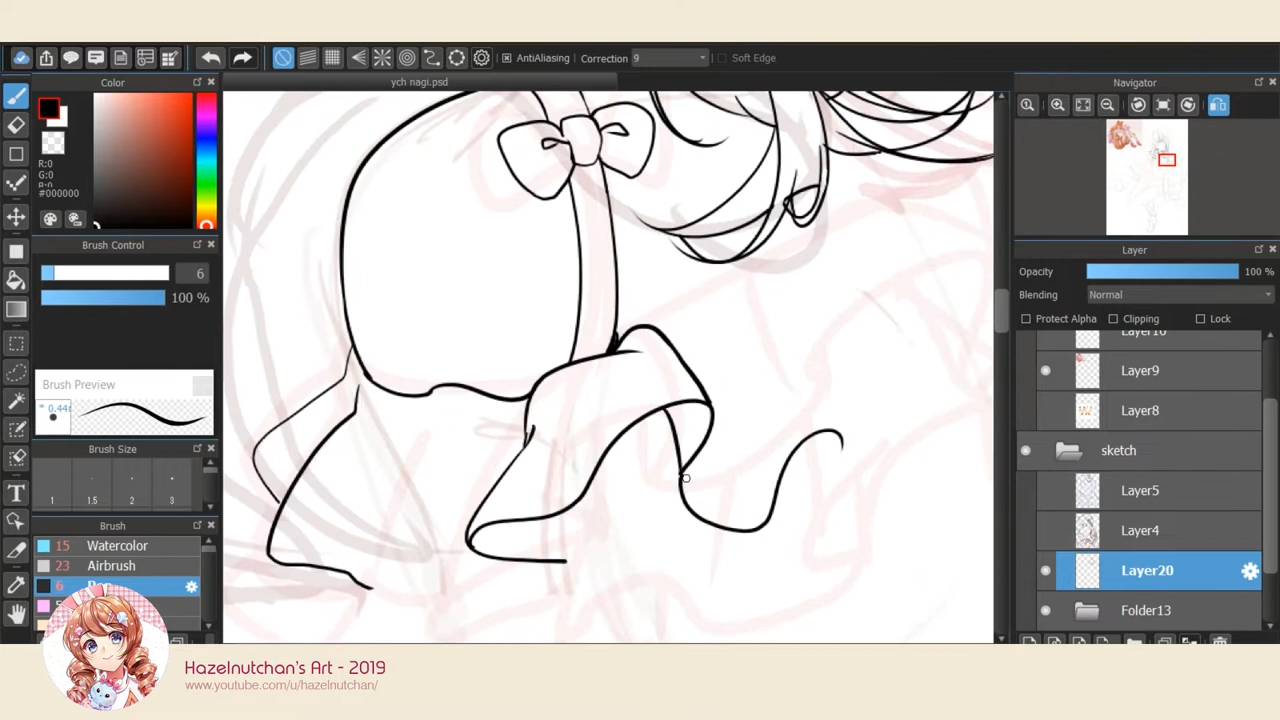 AntiAliasing Correction 9 Soft Edge
Color
ych nagi.psd
Navigator
R:0
G:0
#000000
Brush Control
6
100 %
Brush Preview
* 0.44
Brush Size
1 1.5 2 3
Brush
15 Watercolor
23 Airbrush
6
Layer
Opacity 100 %
Blending Normal
Protect Alpha Clipping Lock
Layer10
Layer9
Layer8
sketch
Layer5
Layer4
Layer20
Folder13
Hazelnutchan's Art - 2019
www.youtube.com/u/hazelnutchan/